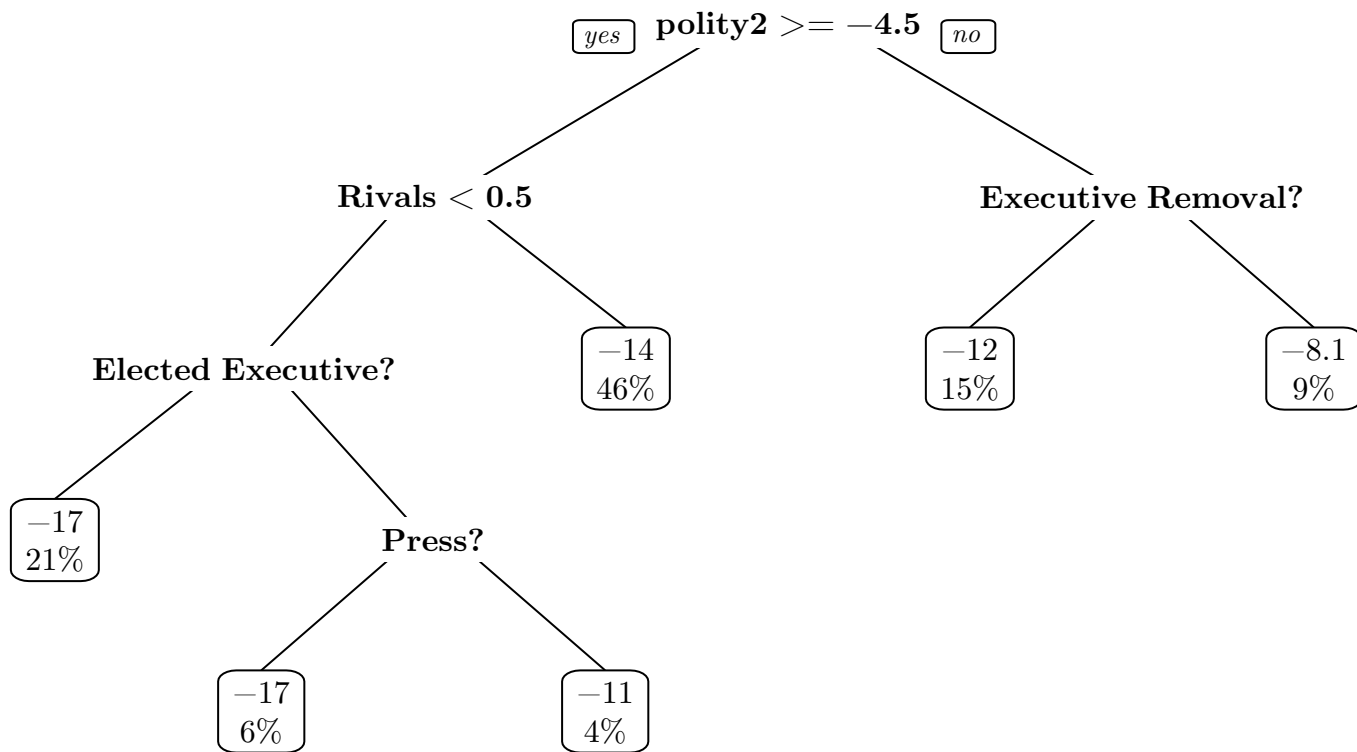 yes
polity2 >= −4.5
no
Rivals < 0.5
Executive Removal?
Elected Executive?
−14
46%
−12
15%
−8.1
9%
−17
21%
Press?
−17
6%
−11
4%